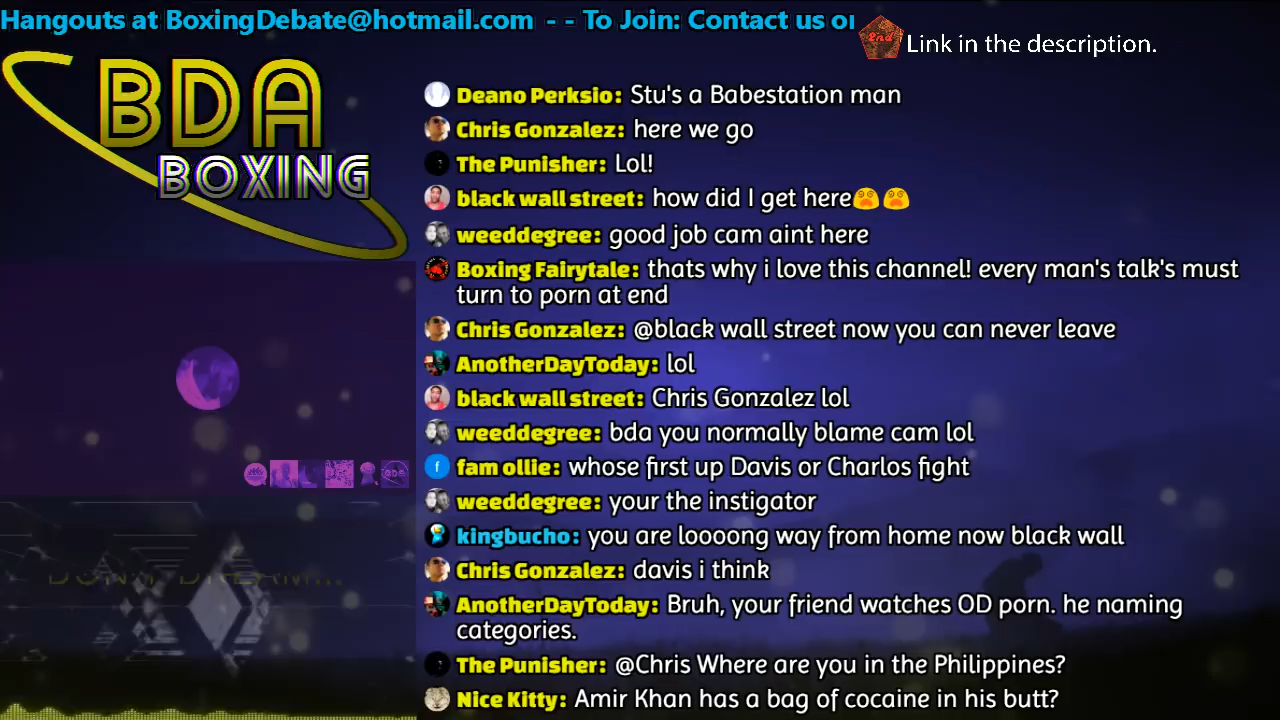 Hangouts at BoxingDebate@hotmail.com - - To Join: Contact us or
2nd
Link in the description.
BDA
BOXING
Deano Perksio: Stu's a Babestation man
Chris Gonzalez: here we go
The Punisher: Lol!
black wall street: how did I get here😵😵
weeddegree: good job cam aint here
Boxing Fairytale: thats why i love this channel! every man's talk's must
turn to porn at end
Chris Gonzalez: @black wall street now you can never leave
AnotherDayToday: lol
black wall street: Chris Gonzalez lol
weeddegree: bda you normally blame cam lol
f
fam ollie: whose first up Davis or Charlos fight
weeddegree: your the instigator
kingbucho: you are loooong way from home now black wall
Chris Gonzalez: davis i think
AnotherDayToday: Bruh, your friend watches OD porn. he naming
categories.
The Punisher: @Chris Where are you in the Philippines?
Nice Kitty: Amir Khan has a bag of cocaine in his butt?